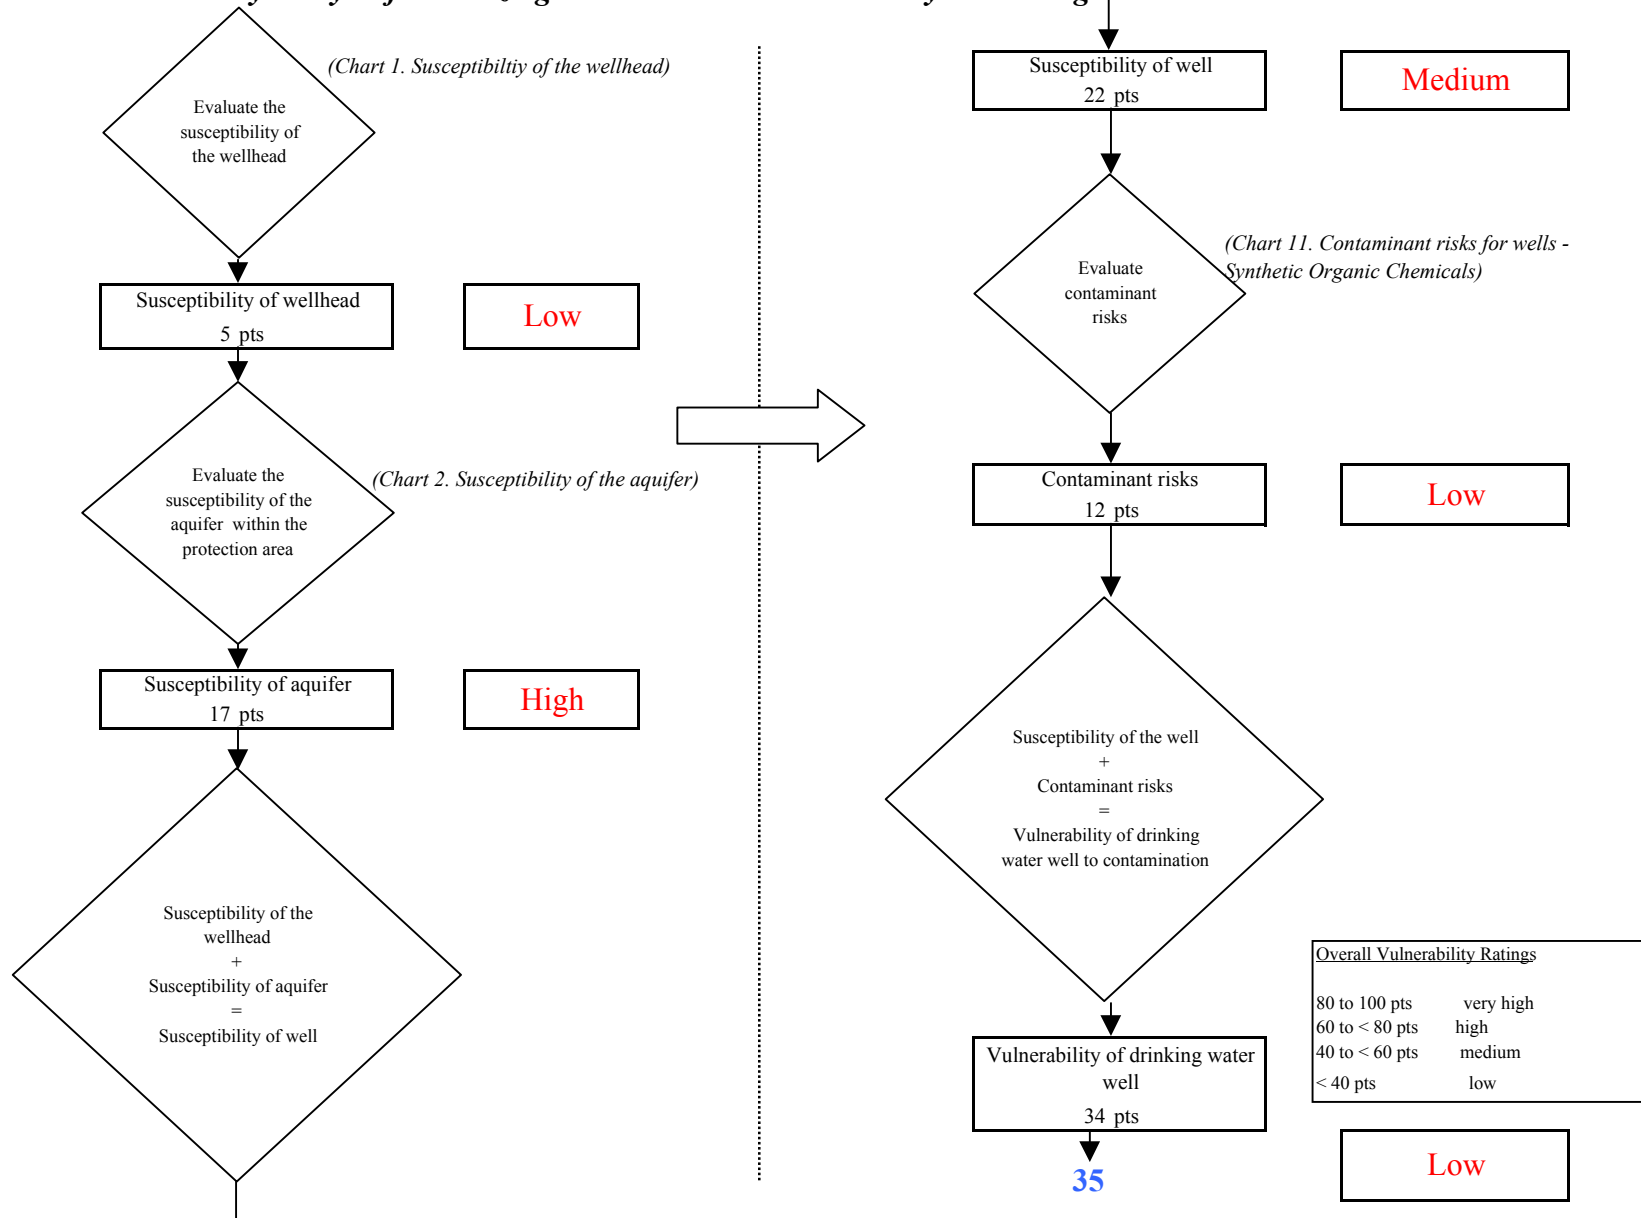 (Chart 1. Susceptibiltiy of the wellhead)
Evaluate the
susceptibility of
the wellhead
Susceptibility of wellhead
5 pts
Low
Evaluate the
susceptibility of the
aquifer within the
protection area
(Chart 2. Susceptibility of the aquifer)
Susceptibility of aquifer
17 pts
High
Susceptibility of the
wellhead
+
Susceptibility of aquifer
=
Susceptibility of well
Susceptibility of well
22 pts
Medium
Evaluate
contaminant
risks
(Chart 11. Contaminant risks for wells -
Synthetic Organic Chemicals)
Contaminant risks
12 pts
Low
Susceptibility of the well
+
Contaminant risks
=
Vulnerability of drinking
water well to contamination
Overall Vulnerability Ratings
80 to 100 pts very high
60 to < 80 pts high
40 to < 60 pts medium
< 40 pts low
Vulnerability of drinking water
well
34 pts
35
Low